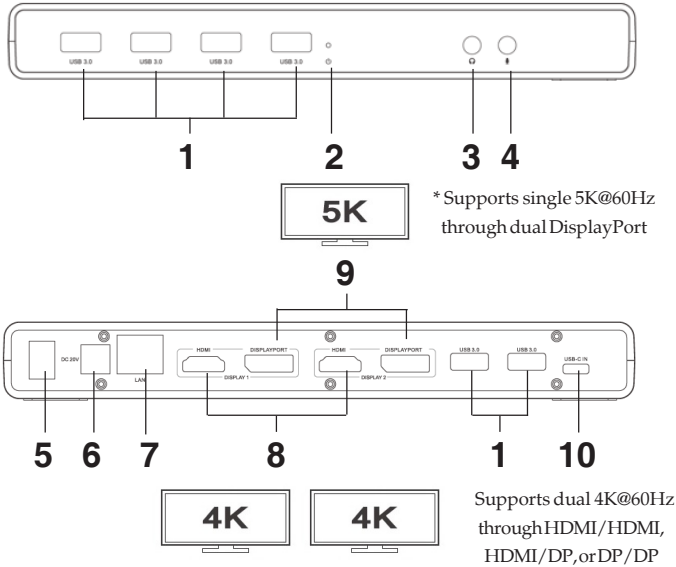 USB 3.0 USB 3.0 USB 3.0 USB 3.0
1 2 3 4
5K
* Supports single 5K@60Hz
through dual DisplayPort
9
DC 20V
LAN
HDMI DISPLAYPORT
DISPLAY 1
HDMI DISPLAYPORT
DISPLAY 2
USB 3.0 USB 3.0
USB-C IN
5 6 7 8 1 10
4K 4K
Supports dual 4K@60Hz
through HDMI/HDMI,
HDMI/DP, or DP/DP